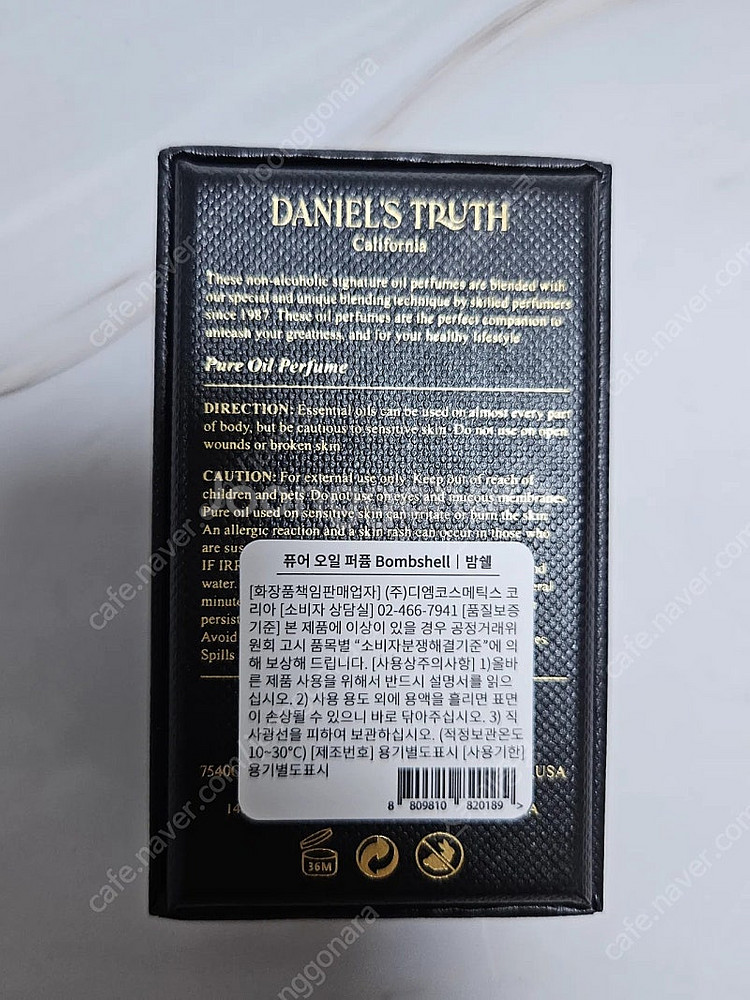 DANIEL'S TRUTH
California
These non-alcoholic signature oil perfumes are blended with
our special and unique blending technique by skilled perfumers
since 1987. These oil perfumes are the perfect companion to
unleash your greatness, and for your healthy lifestyle
Pure Oil Perfume
DIRECTION: Essential oils can be used on almost every part
of body, but be cautious to sensitive skin. Do not use on open
wounds or broken skin.
CAUTION: For external use only. Keep out of reach of
children and pets. Do not use on eyes and mucous membranes.
Pure oil used on sensitive skin can irritate or burn the skin.
An allergic reaction and a skin rash can occur in those who
are
IF
water.
Avoid
Spills
퓨어 오일 퍼퓸 Bombshell | 밤쉘
[화장품책임판매업자] (주)디엠코스메틱스 코
리아 [소비자 상담실] 02-466-7941 [품질보증
기준] 본 제품에 이상이 있을 경우 공정거래위
원회 고시 품목별 “소비자분쟁해결기준”에 의
해 보상해 드립니다. [사용상주의사항] 1)올바
른 제품 사용을 위해서 반드시 설명서를 읽으
십시오. 2) 사용 용도 외에 용액을 흘리면 표면
이 손상될 수 있으니 바로 닦아주십시오. 3) 직
사광선을 피하여 보관하십시오. (적정보관온도
10~30°C) [제조번호] 용기별도표시 [사용기한]
용기별도표시
8 809810 820189 >
USA
36M
cafe.naver.com
joonggonara